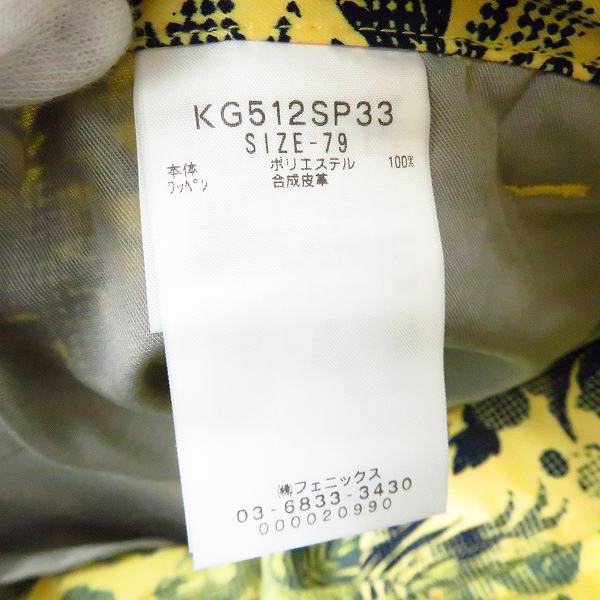 KG512SP33
SIZE-79
本体 ポリエステル 100%
ワッペン 合成皮革
㈱フェニックス
03-6833-3430
000020990